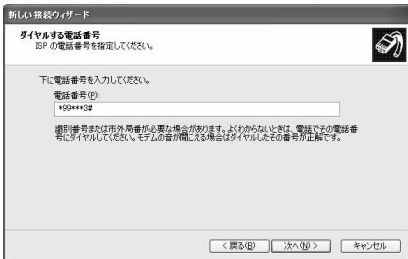 新しい接続ウィザード
ダイヤルする電話番号
ISP の電話番号を指定してください。
下に電話番号を入力してください。
電話番号(P):
*99***3#
識別番号または市外局番が必要な場合があります。よくわからないときは、電話でその電話番
号にダイヤルしてください。モデムの音が聞こえる場合はダイヤルしたその番号が正解です。
< 戻る(B)
次へ(N) >
キャンセル